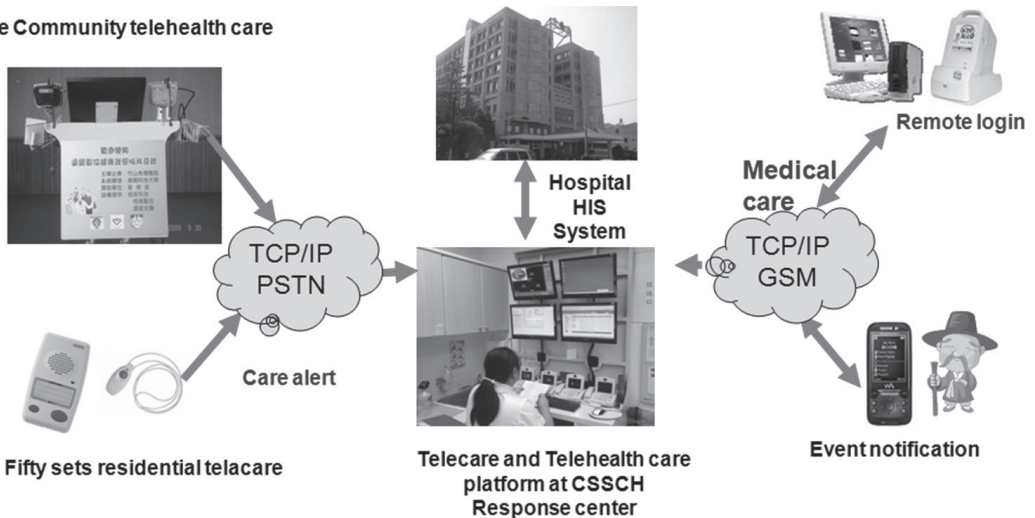 e Community telehealth care
Remote login
Medical
care
Hospital
HIS
System
TCP/IP
PSTN
TCP/IP
GSM
Care alert
Fifty sets residential telacare
Telecare and Telehealth care
platform at CSSCH
Response center
Event notification